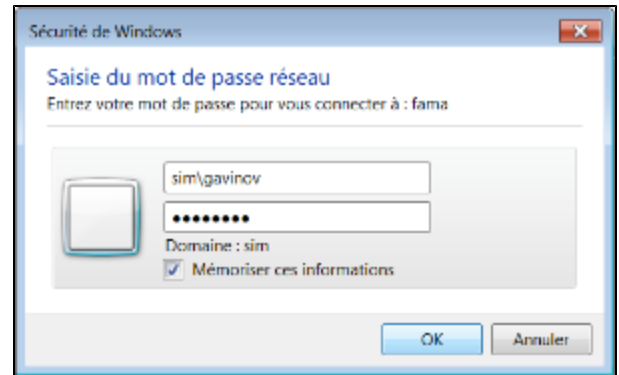 Sécurité de Windows
Saisie du mot de passe réseau
Entrez votre mot de passe pour vous connecter à : fama
sim\gavinov
••••••••
Domaine : sim
Mémoriser ces informations
OK Annuler